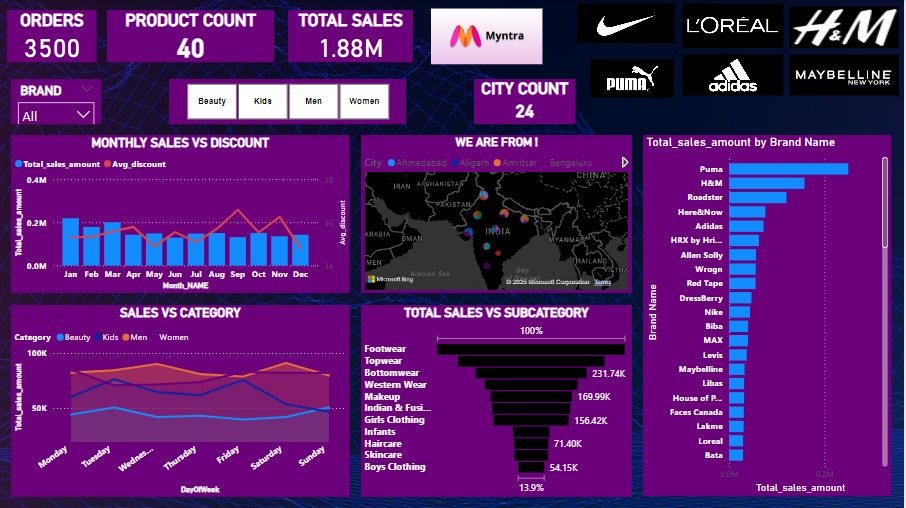 ORDERS
3500
PRODUCT COUNT
40
TOTAL SALES
1.88M
Myntra
L'ORÉAL
H&M
PUMA
adidas
MAYBELLINE
NEW YORK
BRAND
All
Beauty
Kids
Men
Women
CITY COUNT
24
MONTHLY SALES VS DISCOUNT
Total_sales_amount Avg_discount
0.4M
0.2M
0.0M
38
36
34
Total_sales_amount
Avg_discount
Jan Feb Mar Apr May Jun Jul Aug Sep Oct Nov Dec
Month_NAME
WE ARE FROM !
City Ahmedabad Aligarh Amritsar Bengaluru
CHINA
IRAN
AFGHANISTAN
PAKISTAN
ARABIA
OMAN
INDIA
MYANMAR
THAILAND
MEN
Arabian Sea
Bay
of Bengal
VIETNA
Microsoft Bing
© 2025 Microsoft Corporation Terms
Total_sales_amount by Brand Name
Brand Name
Puma
H&M
Roadster
Here&Now
Adidas
HRX by Hri...
Allen Solly
Wrogn
Red Tape
DressBerry
Nike
Biba
MAX
Levis
Maybelline
Libas
House of P...
Faces Canada
Lakme
Loreal
Bata
0.0M 0.2M
Total_sales_amount
SALES VS CATEGORY
Category Beauty Kids Men Women
100K
50K
Total_sales_amount
Monday Tuesday Wednes... Thursday Friday Saturday Sunday
DayOfWeek
TOTAL SALES VS SUBCATEGORY
100%
Footwear
Topwear
Bottomwear 231.74K
Western Wear
Makeup 169.99K
Indian & Fusi...
Girls Clothing 156.42K
Infants
Haircare 71.40K
Skincare
Boys Clothing 54.15K
13.9%